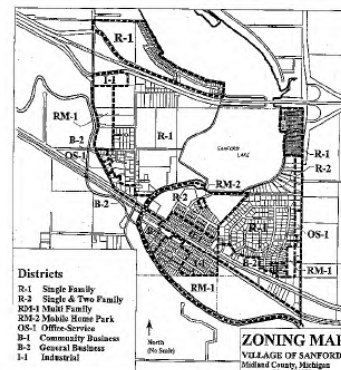 R-1
I-1
RM-1
R-1
SANFORD
LAKE
B-2
OS-1
R-1
R-2
RM-2
B-2
R-2
R-1
OS-1
RM-1
RM-1
Districts
R-1 Single Family
R-2 Single & Two Family
RM-1 Multi Family
RM-2 Mobile Home Park
OS-1 Office-Service
B-1 Community Business
B-2 General Business
I-1 Industrial
North
(No Scale)
ZONING MAP
VILLAGE OF SANFORD
Midland County, Michigan